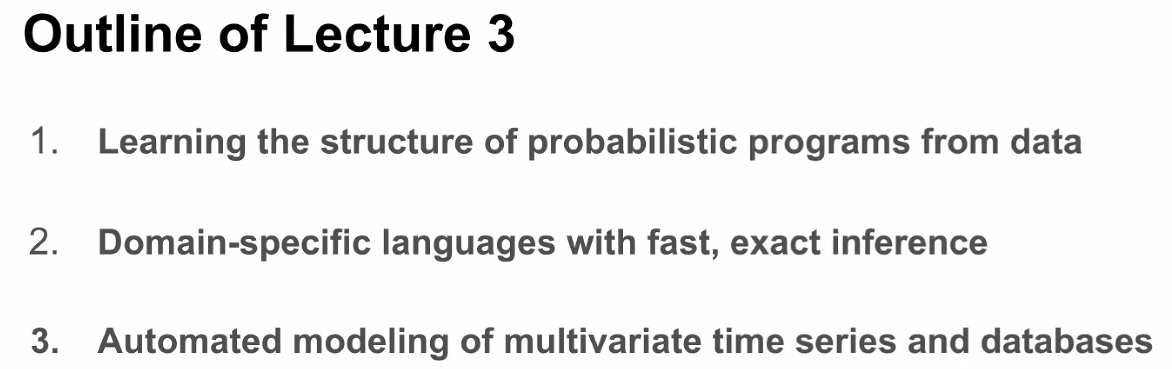 Outline of Lecture 3
1. Learning the structure of probabilistic programs from data
2. Domain-specific languages with fast, exact inference
3. Automated modeling of multivariate time series and databases